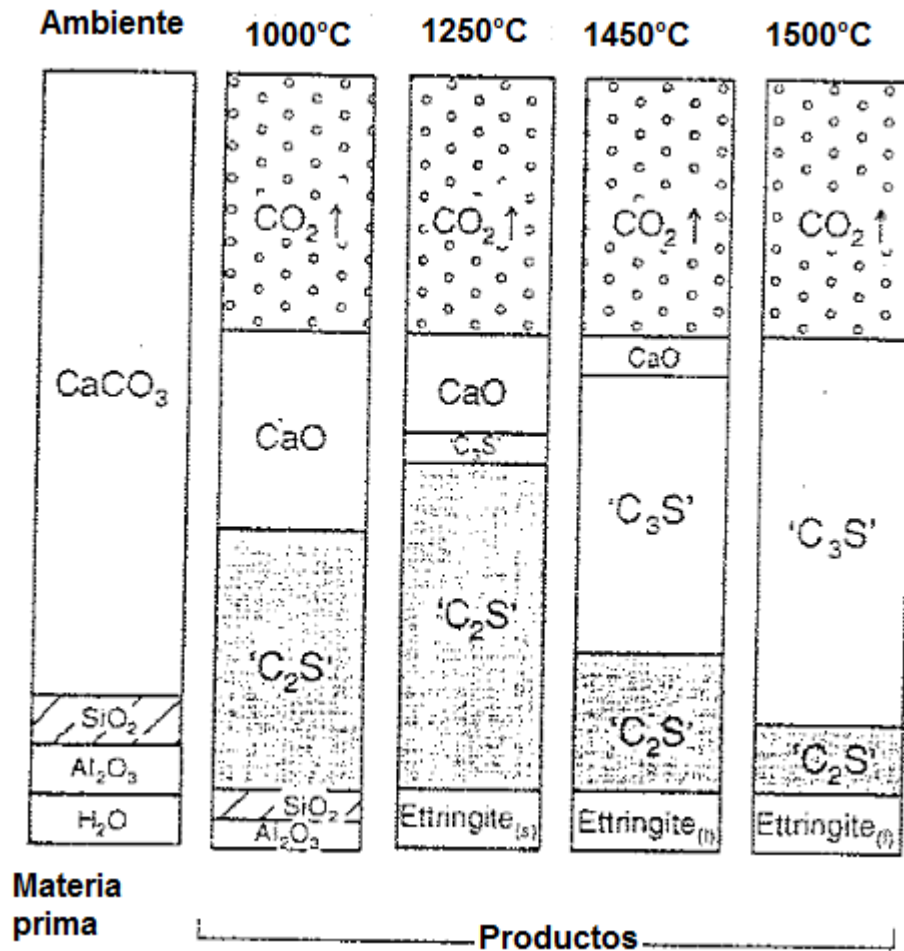 Ambiente
1000°C
1250°C
1450°C
1500°C
CaCO₃
SiO₂
Al₂O₃
H₂O
CO₂ ↑
CaO
'C₂S'
SiO₂
Al₂O₃
CO₂ ↑
CaO
'C₃S'
'C₂S'
Ettringite(s)
CO₂ ↑
CaO
'C₃S'
'C₂S'
Ettringite(l)
CO₂ ↑
'C₃S'
'C₂S'
Ettringite(l)
Materia
prima
Productos